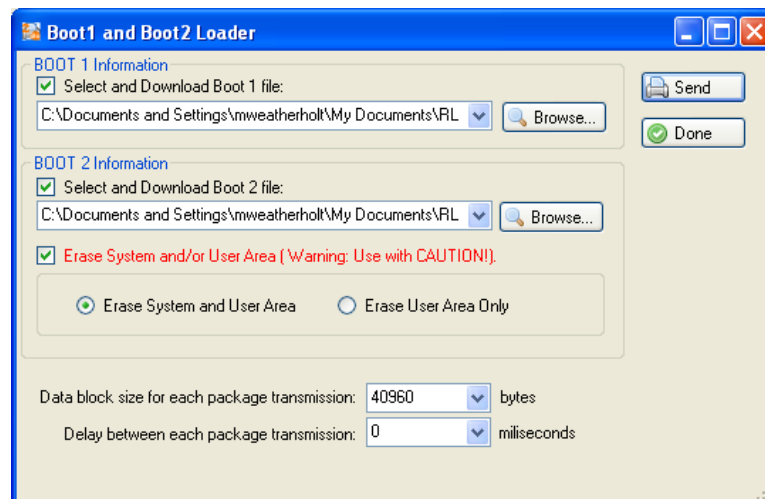 Boot1 and Boot2 Loader
BOOT 1 Information
Select and Download Boot 1 file:
C:\Documents and Settings\mweatherholt\My Documents\RL
Browse...
Send
Done
BOOT 2 Information
Select and Download Boot 2 file:
C:\Documents and Settings\mweatherholt\My Documents\RL
Browse...
Erase System and/or User Area ( Warning: Use with CAUTION!).
Erase System and User Area
Erase User Area Only
Data block size for each package transmission: 40960 bytes
Delay between each package transmission: 0 miliseconds